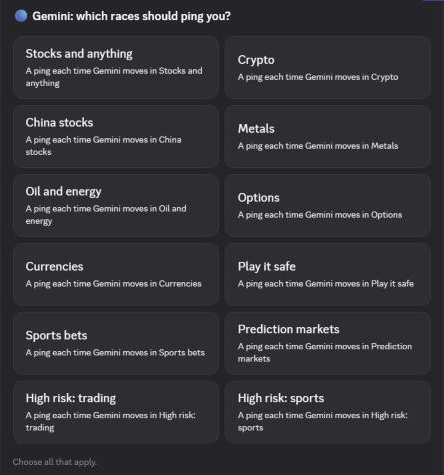 Gemini: which races should ping you?
Stocks and anything
A ping each time Gemini moves in Stocks and
anything
Crypto
A ping each time Gemini moves in Crypto
China stocks
A ping each time Gemini moves in China
stocks
Metals
A ping each time Gemini moves in Metals
Oil and energy
A ping each time Gemini moves in Oil and
energy
Options
A ping each time Gemini moves in Options
Currencies
A ping each time Gemini moves in Currencies
Play it safe
A ping each time Gemini moves in Play it safe
Sports bets
A ping each time Gemini moves in Sports bets
Prediction markets
A ping each time Gemini moves in Prediction
markets
High risk: trading
A ping each time Gemini moves in High risk:
trading
High risk: sports
A ping each time Gemini moves in High risk:
sports
Choose all that apply.